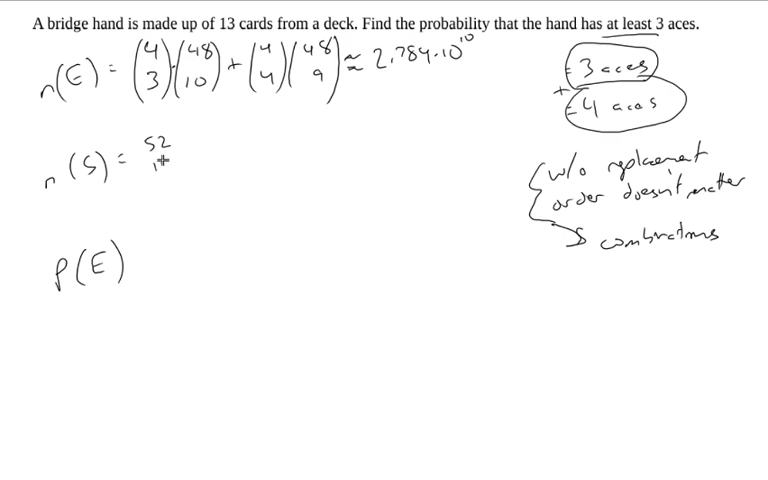 A bridge hand is made up of 13 cards from a deck. Find the probability that the hand has at least 3 aces.
n(E) = (4 3)·(48 10) + (4 4)(48 9) ≈ 2.784·10^10
= 3 aces
+
= 4 aces
n(S) = 52
w/o replacement
order doesn't matter
combinations
P(E)